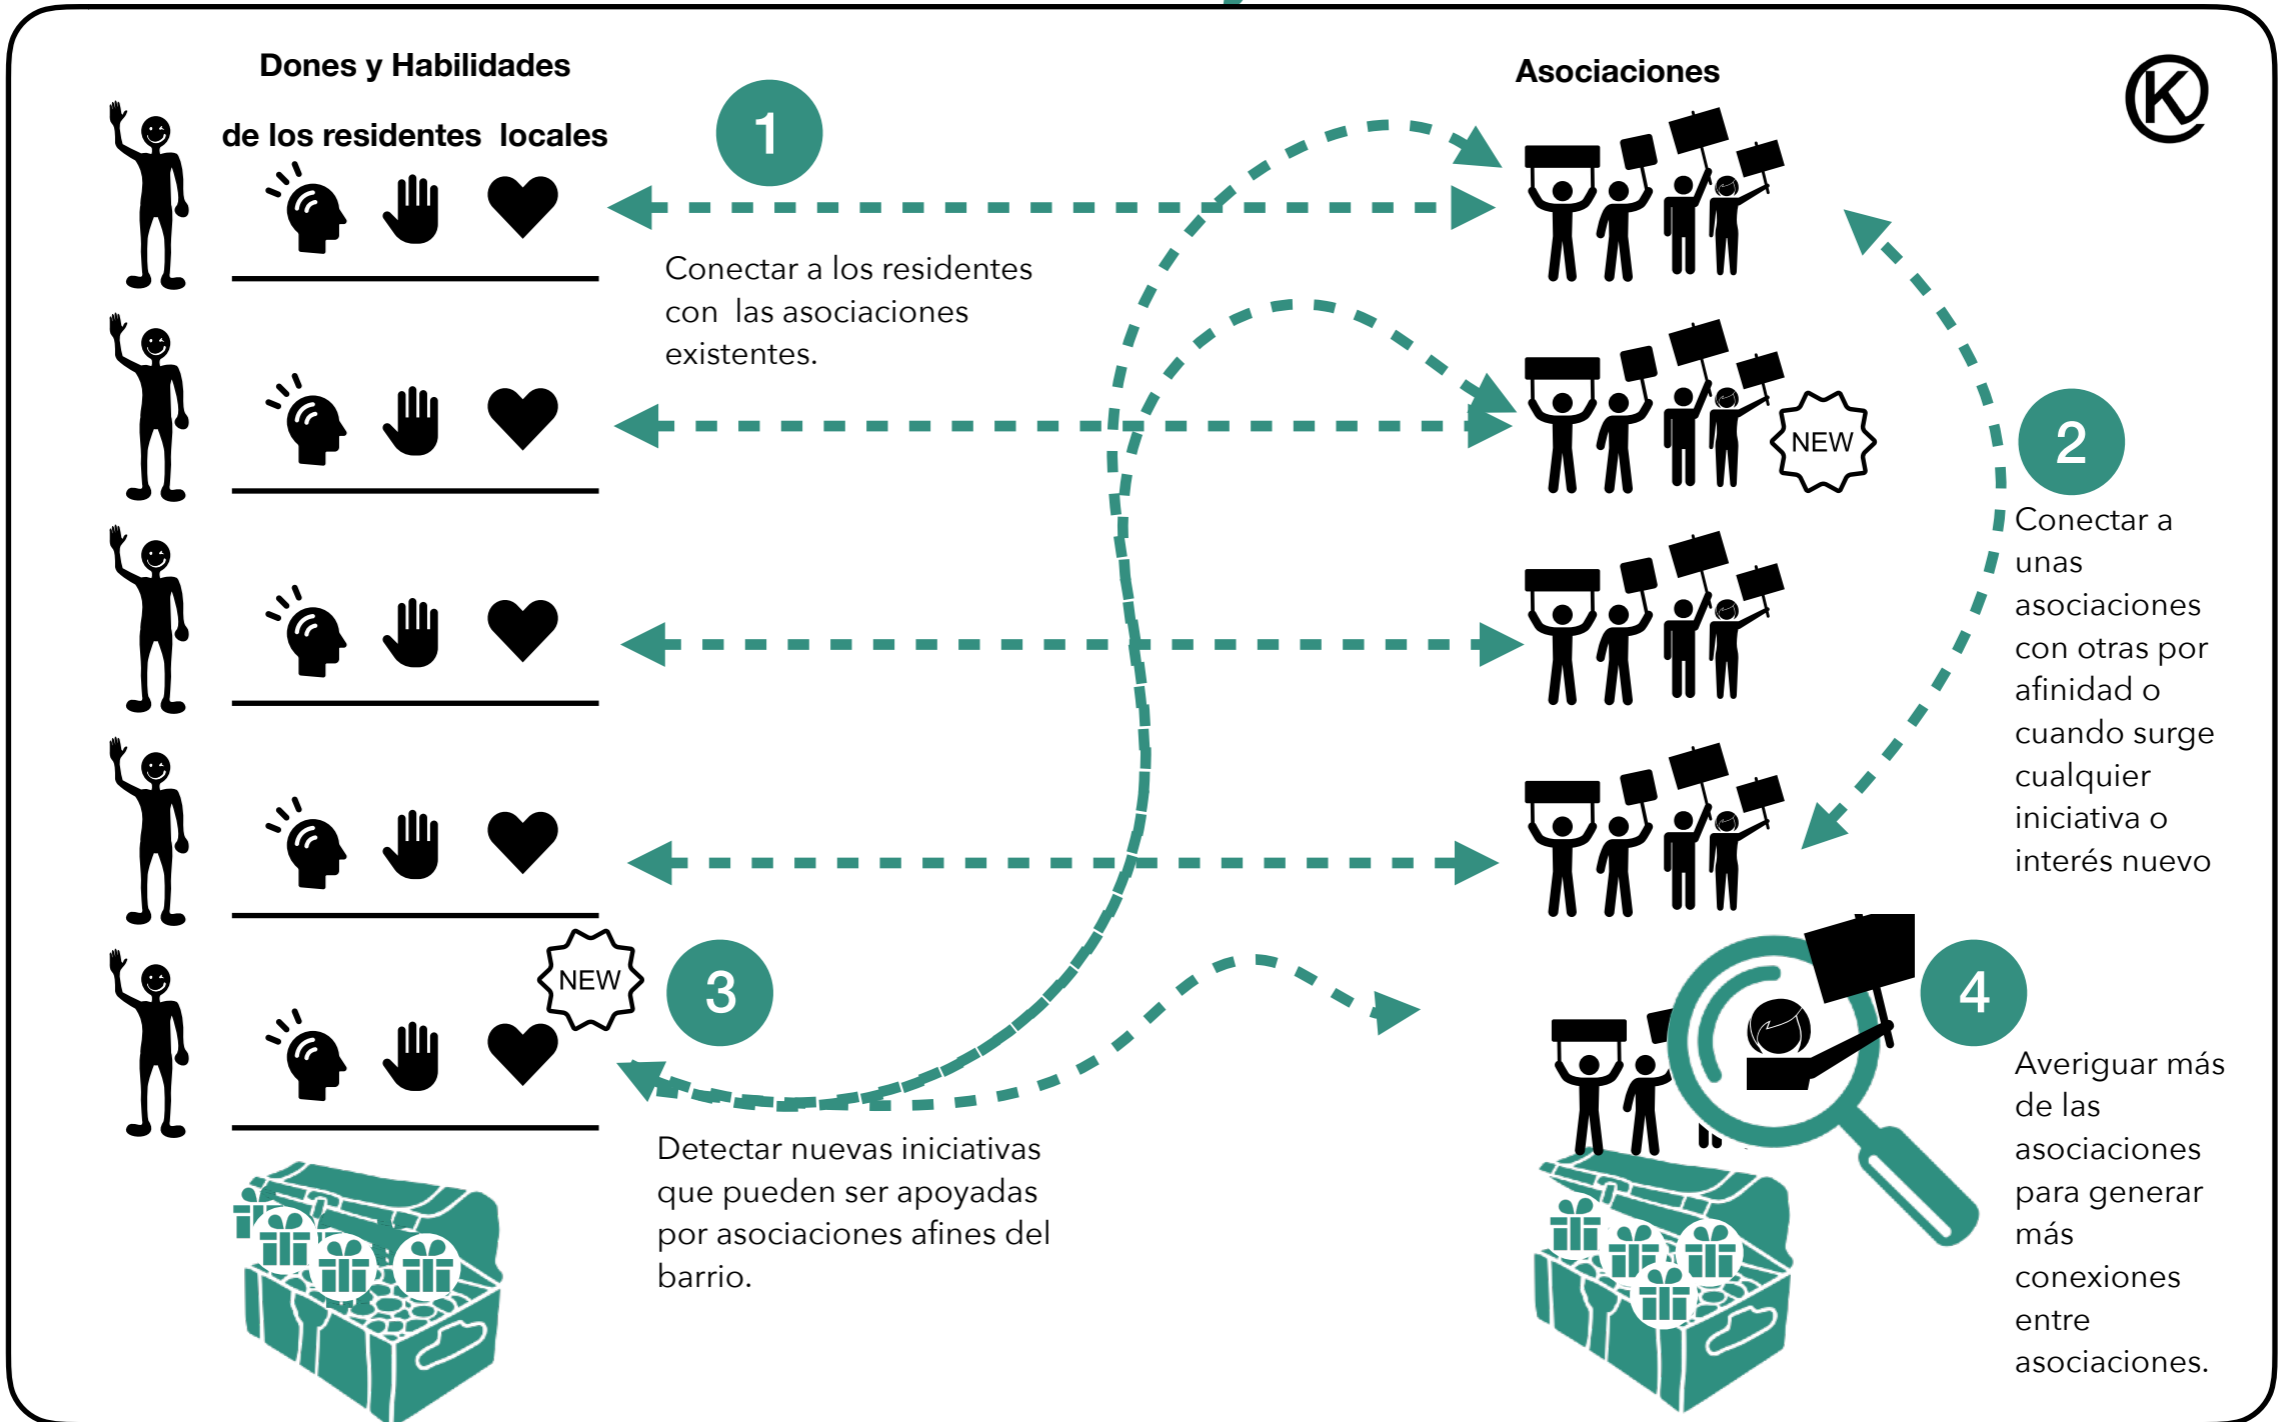 Dones y Habilidades
de los residentes locales
1
Conectar a los residentes
con las asociaciones
existentes.
Asociaciones
K
NEW
2
Conectar a
unas
asociaciones
con otras por
afinidad o
cuando surge
cualquier
iniciativa o
interés nuevo
NEW
3
Detectar nuevas iniciativas
que pueden ser apoyadas
por asociaciones afines del
barrio.
4
Averiguar más
de las
asociaciones
para generar
más
conexiones
entre
asociaciones.